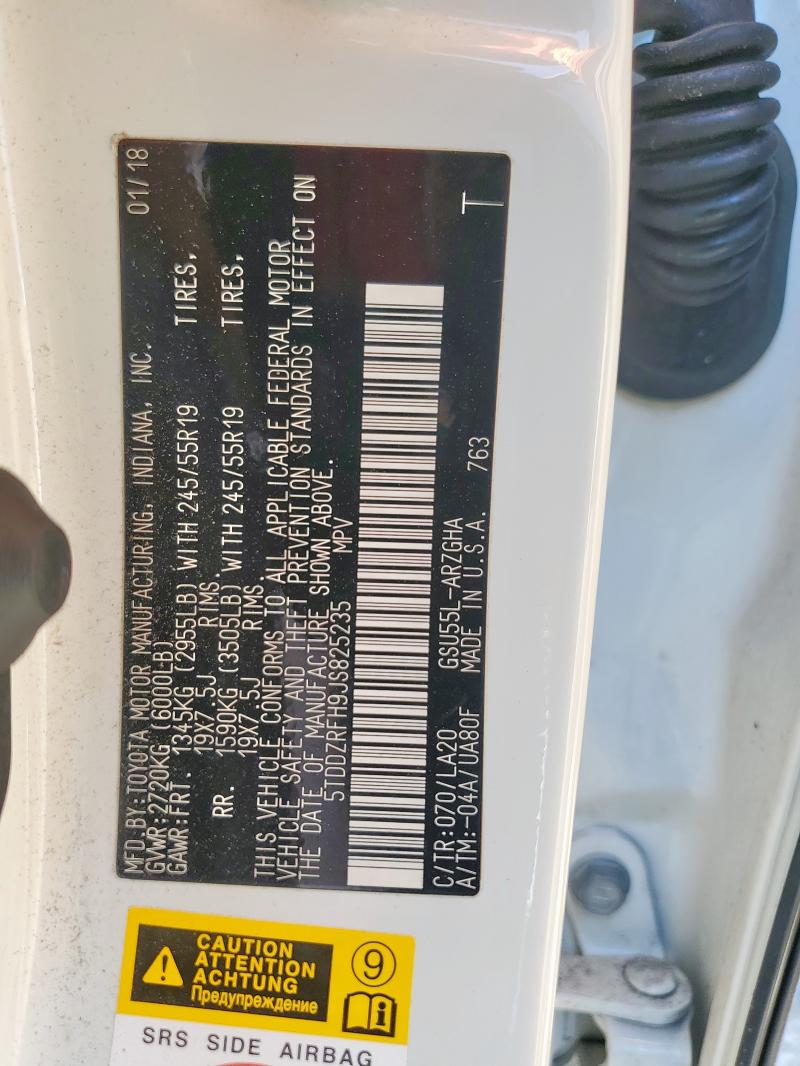 MFD.BY:TOYOTA MOTOR MANUFACTURING, INDIANA, INC. 01/18
GVWR:2720KG(6000LB)
GAWR:FRT. 1345KG (2955LB) WITH 245/55R19 TIRES,
19X7.5J RIMS.
RR. 1590KG (3505LB) WITH 245/55R19 TIRES,
19X7.5J RIMS.
THIS VEHICLE CONFORMS TO ALL APPLICABLE FEDERAL MOTOR
VEHICLE SAFETY AND THEFT PREVENTION STANDARDS IN EFFECT ON
THE DATE OF MANUFACTURE SHOWN ABOVE.
5TDDZRFH9JS825235 MPV
C/TR:070/LA20 GSU55L-ARZGHA T
A/TM:-04A/UA80F MADE IN U.S.A. 763
CAUTION
ATTENTION
ACHTUNG
Предупреждение
9
i
SRS SIDE AIRBAG